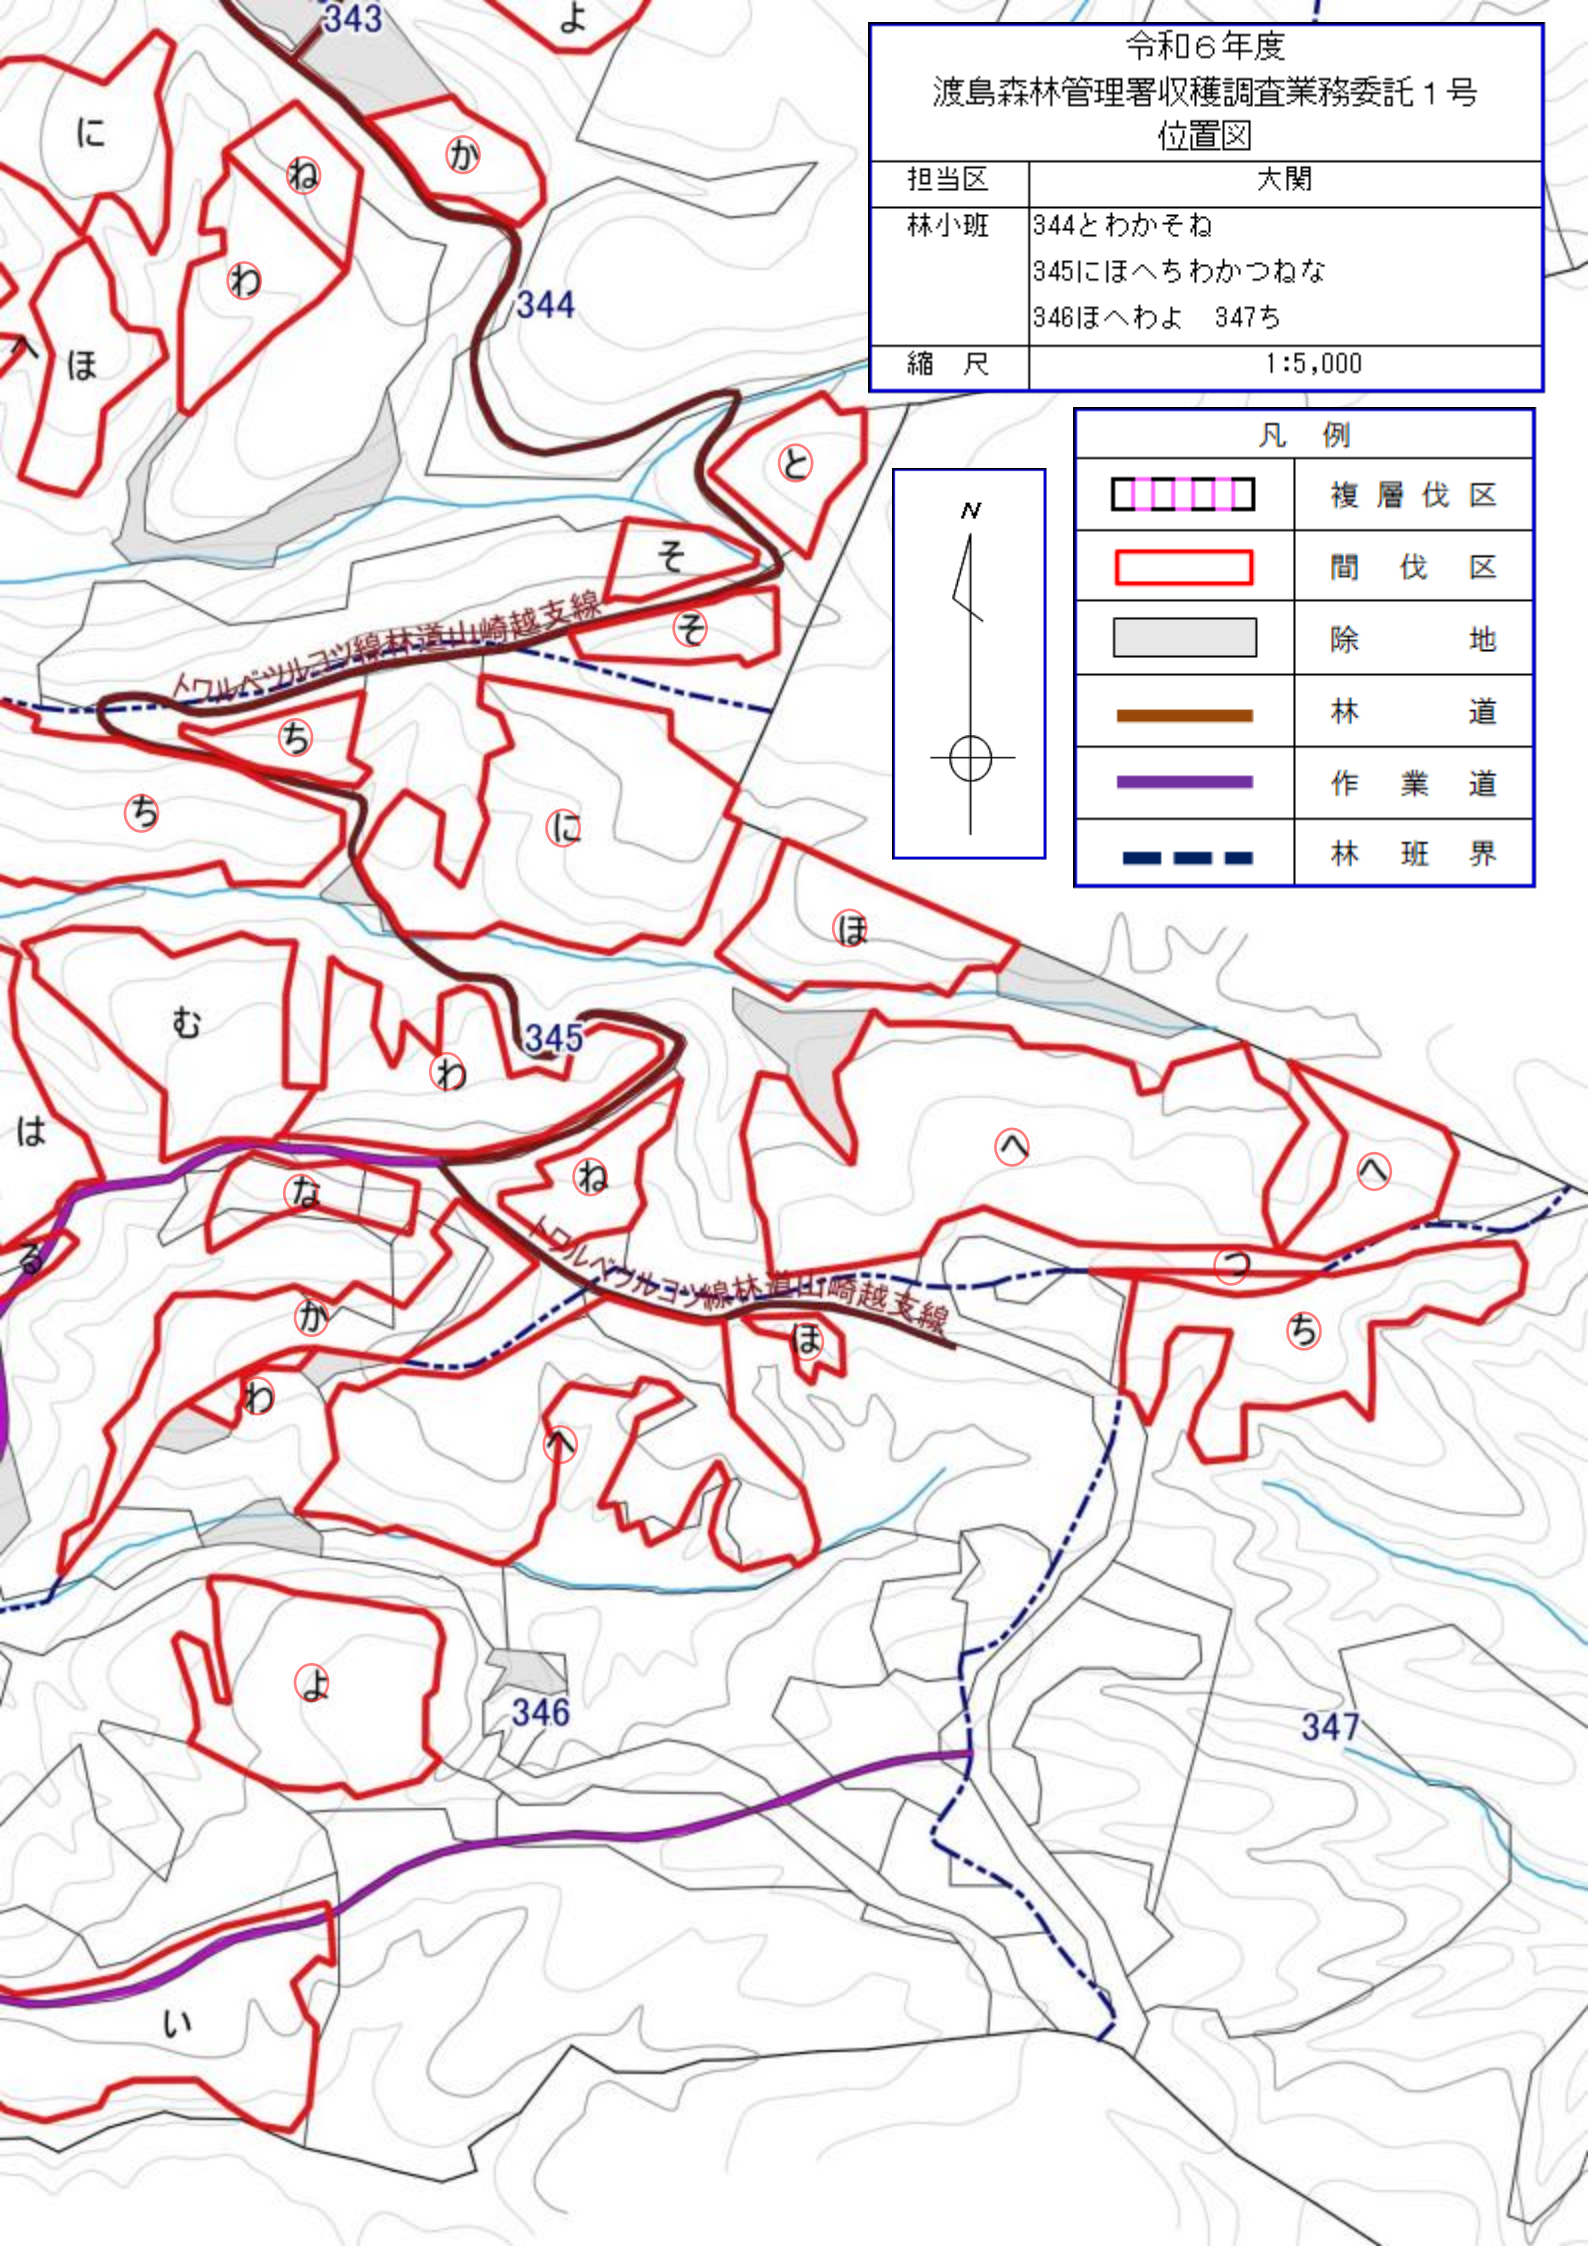 343
よ
令和６年度
渡島森林管理署収穫調査業務委託１号
位置図
担当区
大関
林小班
344とわかそね
345にほへちわかつねな
346ほへわよ　347ち
縮　尺
1:5,000
に
ね
か
わ
344
へ
ほ
と
凡　例
複層伐区
間伐区
除地
林道
作業道
林班界
N
そ
そ
トワルベツルコツ線林道山崎越支線
ち
ち
に
ほ
む
345
わ
は
へ
へ
ね
な
る
つ
トワルベツルコツ線林道山崎越支線
か
ほ
ち
わ
へ
よ
346
347
い